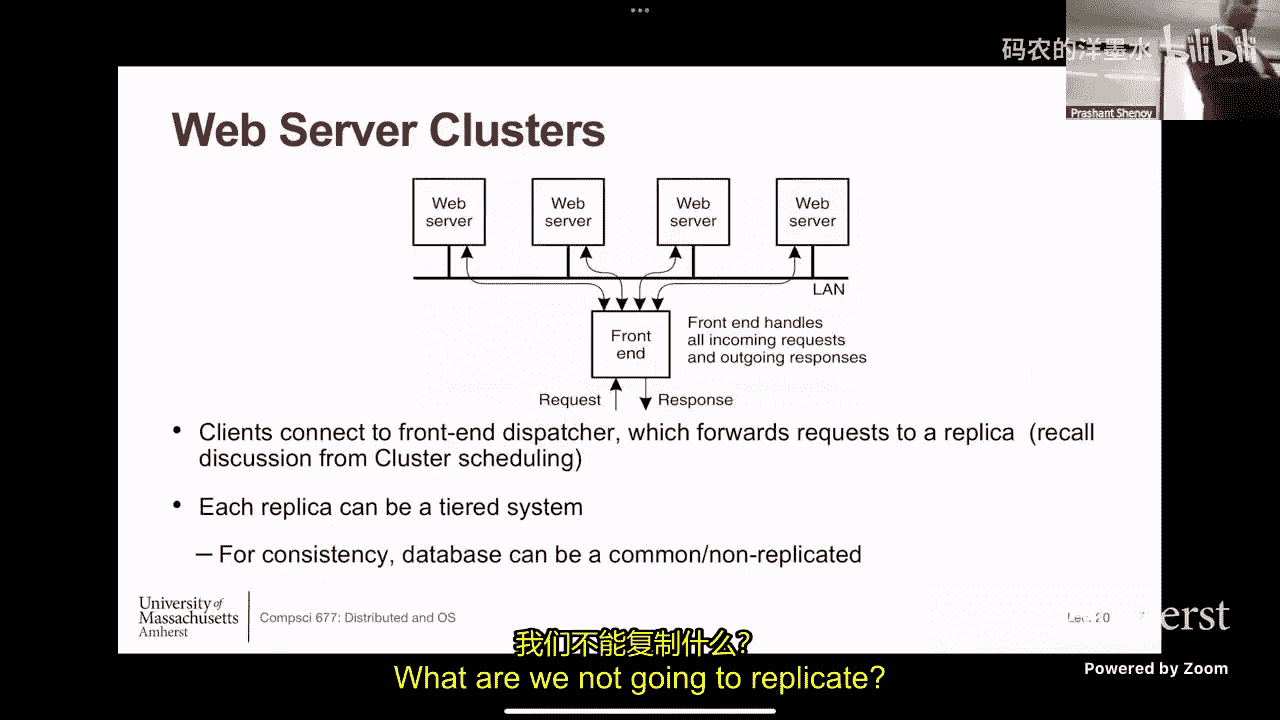 码农的洋墨水 bilibili
Prashant Shenoy
Web Server Clusters
Web server
Web server
Web server
Web server
LAN
Front end
Front end handles
all incoming requests
and outgoing responses
Request
Response
• Clients connect to front-end dispatcher, which forwards requests to a replica (recall
discussion from Cluster scheduling)
• Each replica can be a tiered system
– For consistency, database can be a common/non-replicated
University of
Massachusetts
Amherst
Compsci 677: Distributed and OS
Lec. 20
erst
我们不能复制什么？
What are we not going to replicate?
Powered by Zoom